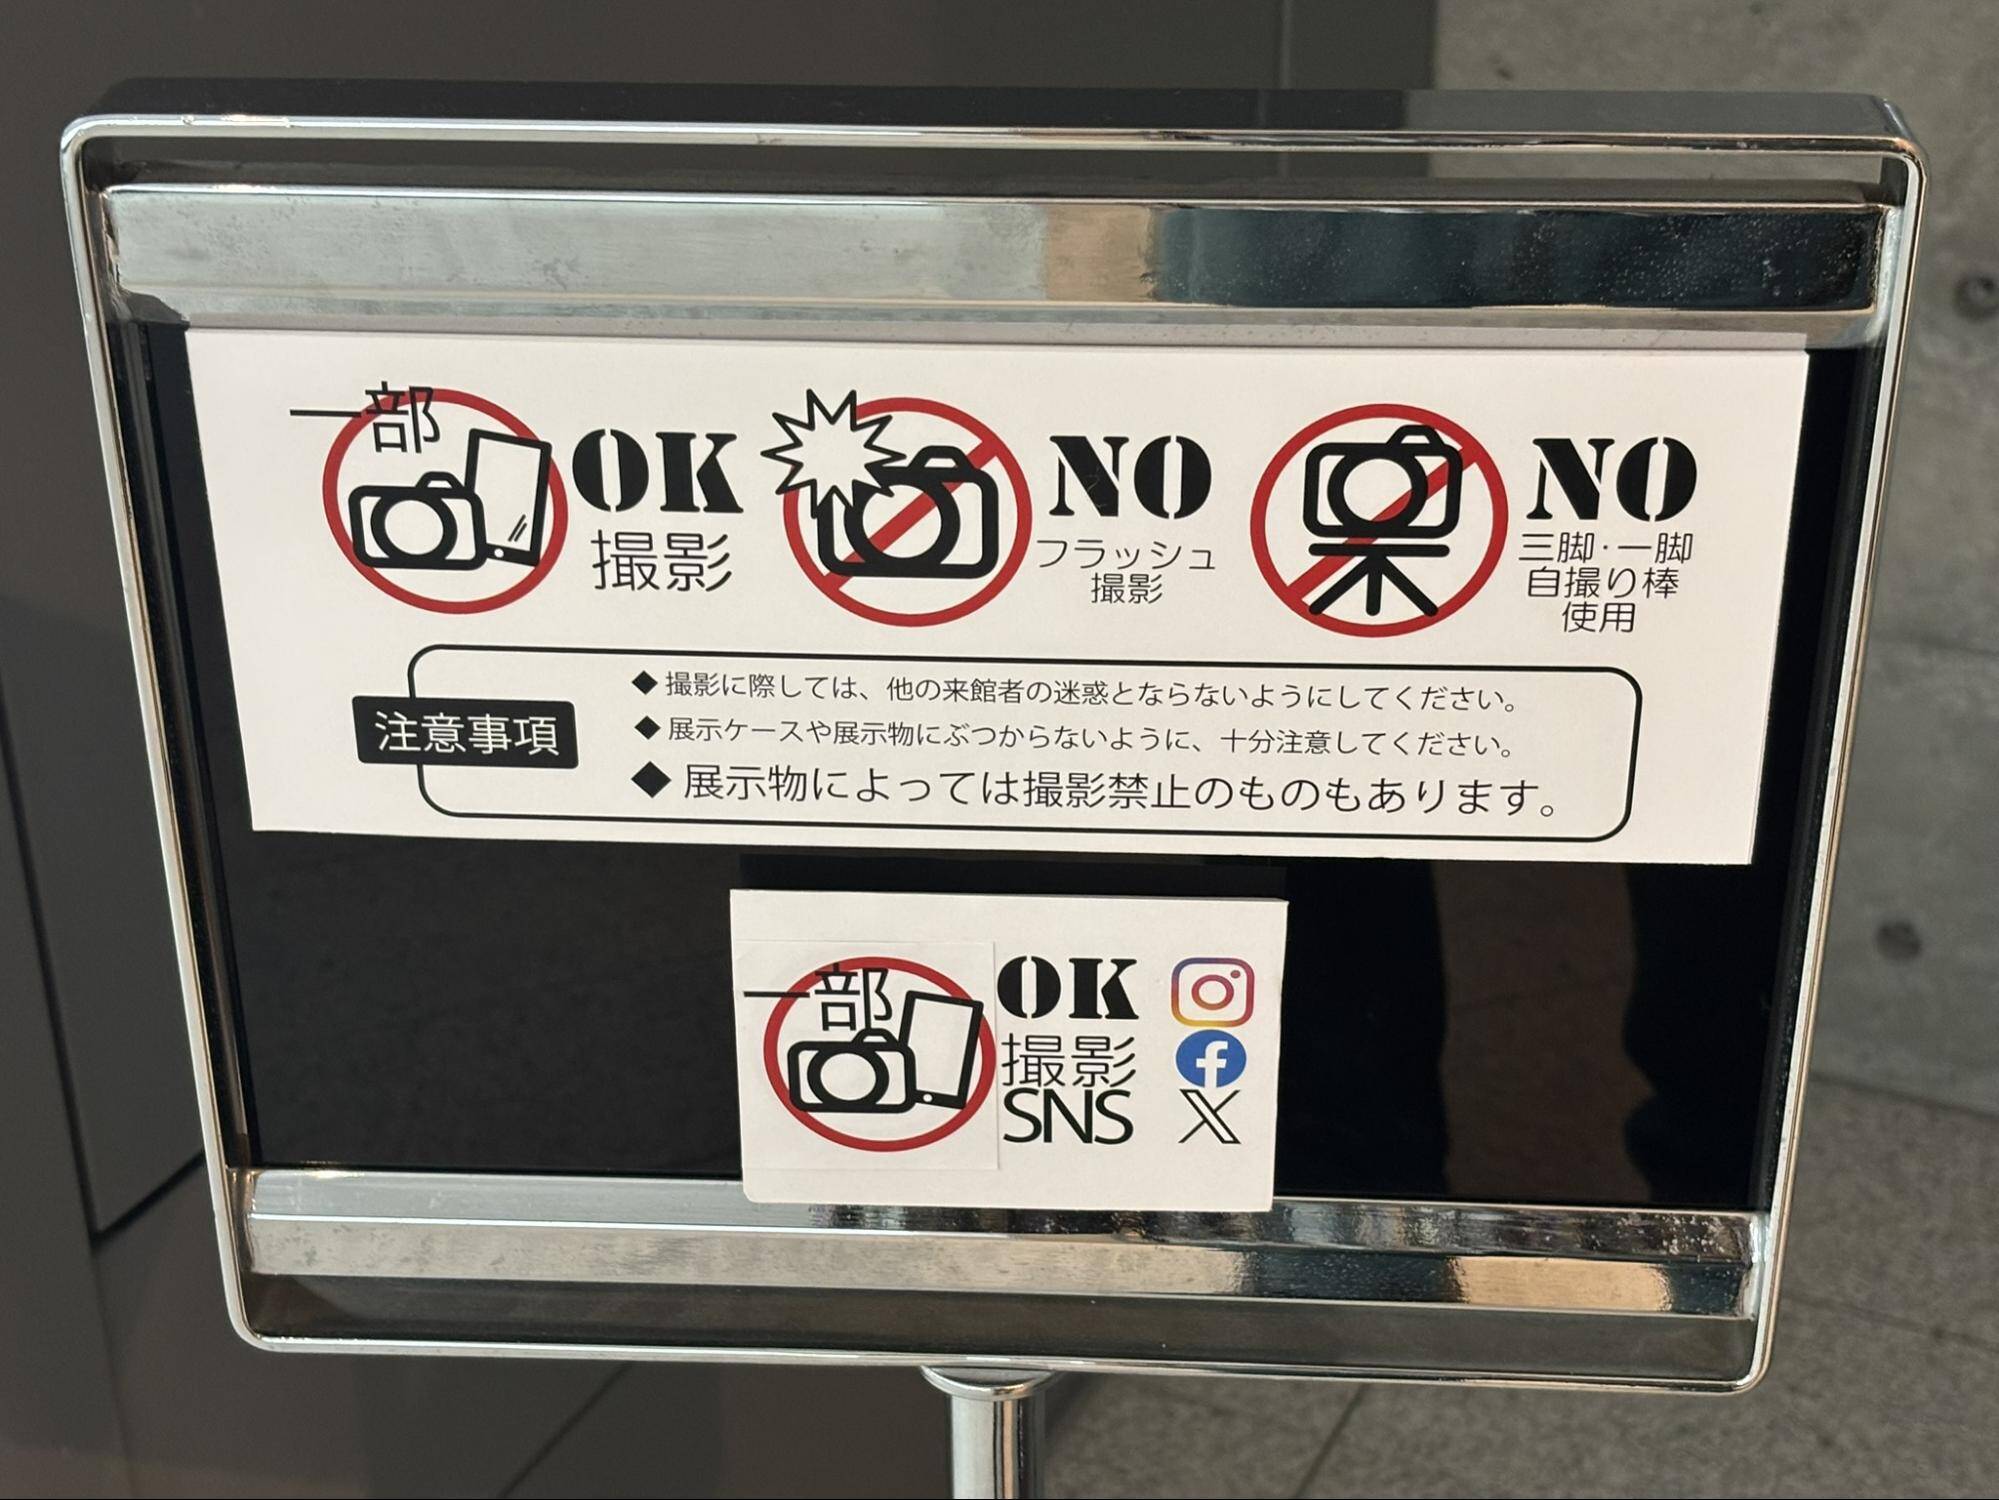 一部
OK
撮影
NO
フラッシュ
撮影
NO
三脚・一脚
自撮り棒
使用
注意事項
◆ 撮影に際しては、他の来館者の迷惑とならないようにしてください。
◆ 展示ケースや展示物にぶつからないように、十分注意してください。
◆ 展示物によっては撮影禁止のものもあります。
一部
OK
撮影
SNS